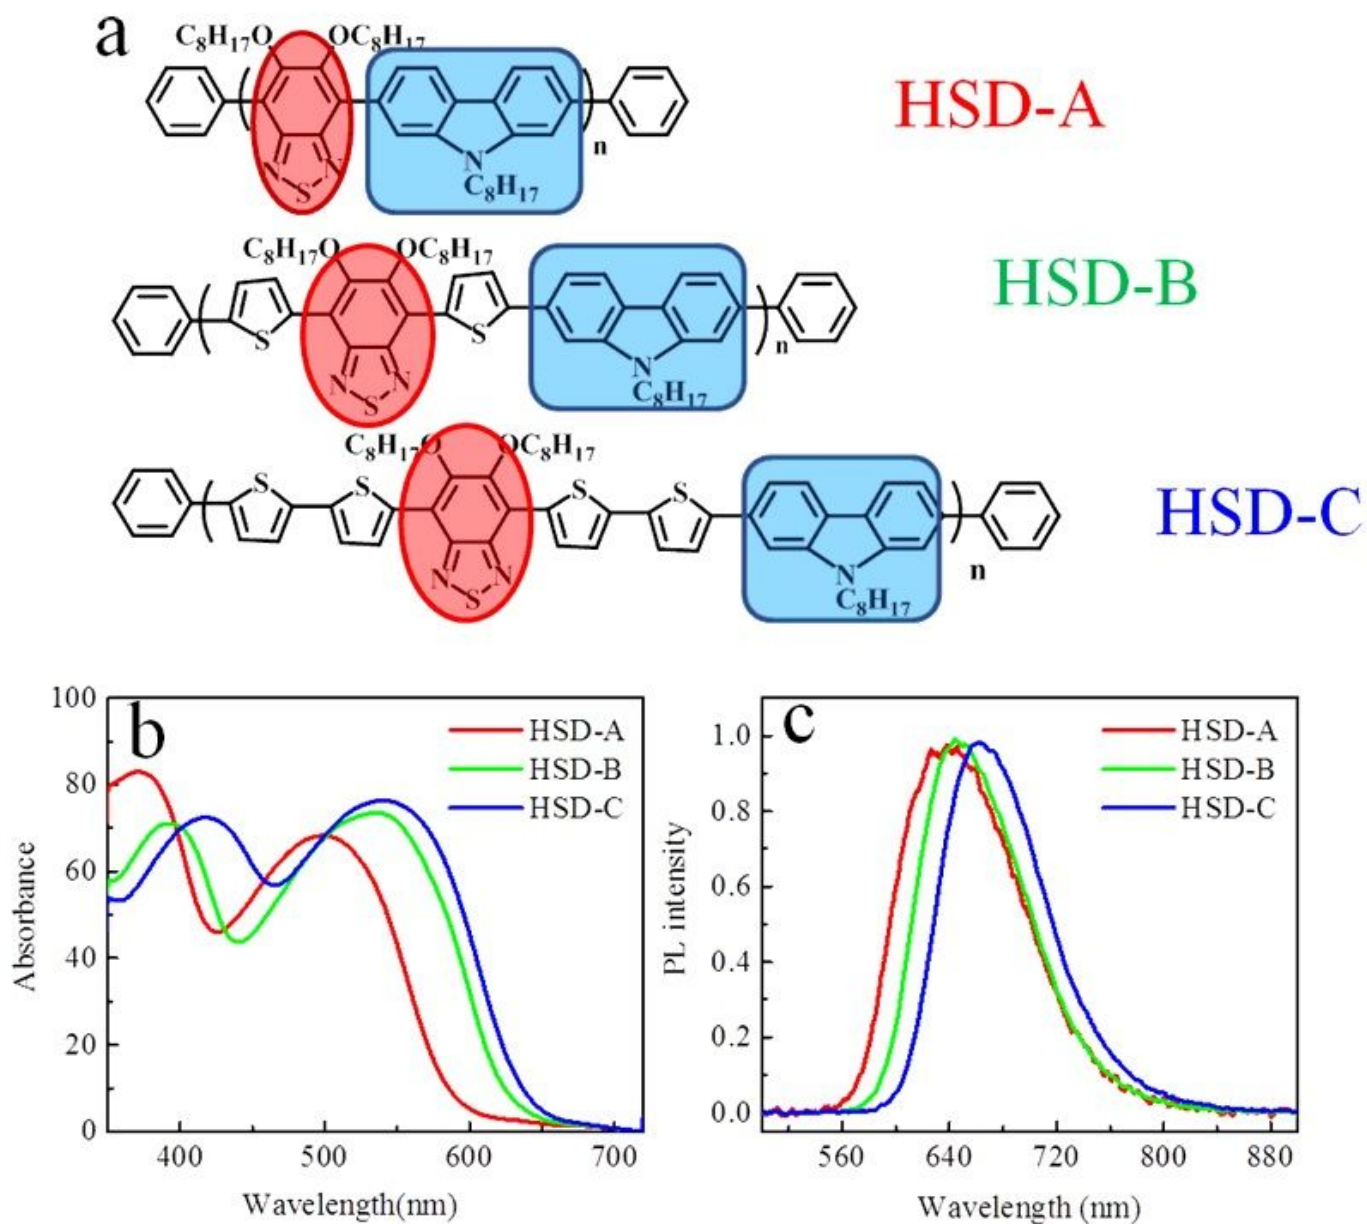 a
C₈H₁₇O OC₈H₁₇
N S N
N
C₈H₁₇
n
HSD-A
C₈H₁₇O OC₈H₁₇
S S
N S N
N
C₈H₁₇
n
HSD-B
C₈H₁₇O OC₈H₁₇
S S S S
N S N
N
C₈H₁₇
n
HSD-C
b
HSD-A
HSD-B
HSD-C
100
80
60
40
20
0
Absorbance
400 500 600 700
Wavelength(nm)
c
HSD-A
HSD-B
HSD-C
1.0
0.8
0.6
0.4
0.2
0.0
PL intensity
560 640 720 800 880
Wavelength (nm)